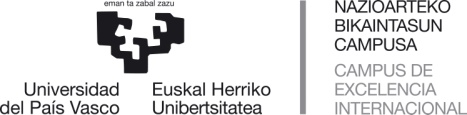 eman ta zabal zazu
Universidad
del País Vasco
Euskal Herriko
Unibertsitatea
NAZIOARTEKO
BIKAINTASUN
CAMPUSA
CAMPUS DE
EXCELENCIA
INTERNACIONAL